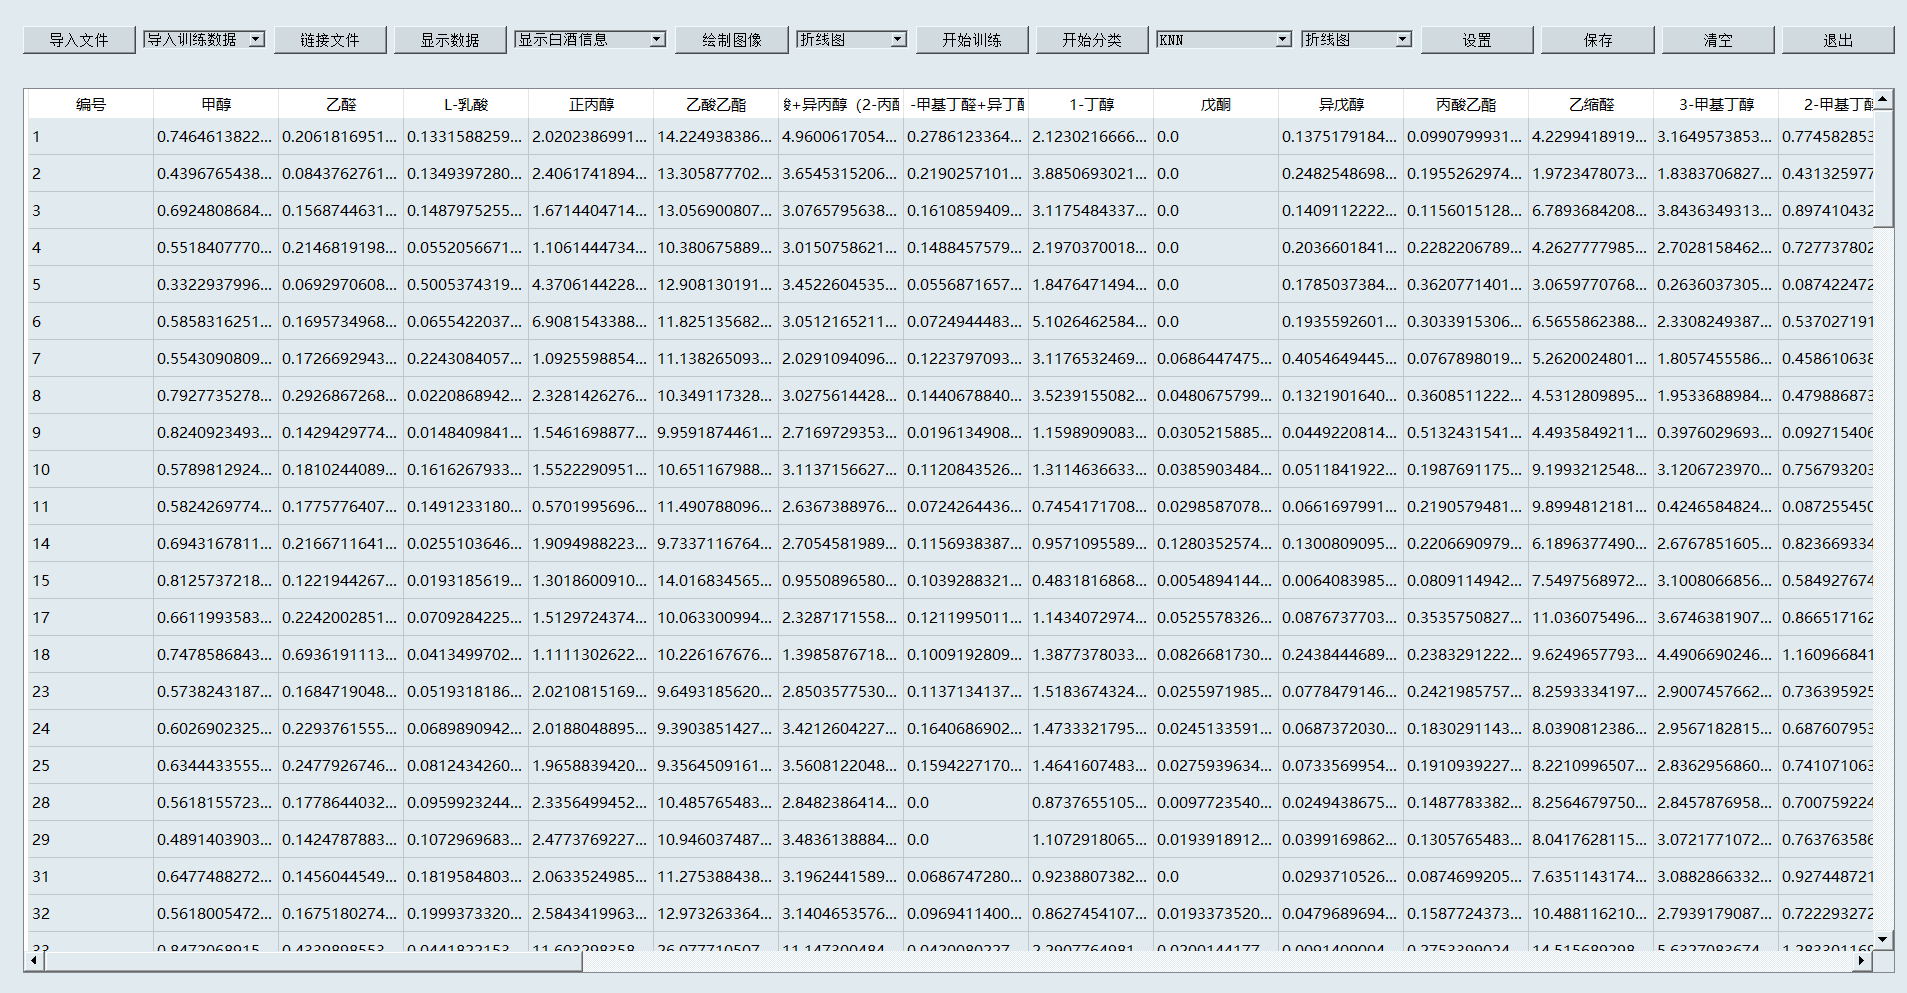 导入文件 导入训练数据 链接文件 显示数据 显示白酒信息 绘制图像 折线图 开始训练 开始分类 KNN 折线图 设置 保存 清空 退出
编号 甲醇 乙醛 L-乳酸 正丙醇 乙酸乙酯 +异丙醇（2-丙 -甲基丁醛+异丁 1-丁醇 戊酮 异戊醇 丙酸乙酯 乙缩醛 3-甲基丁醇 2-甲基丁
1 0.7464613822... 0.2061816951... 0.1331588259... 2.0202386991... 14.224938386... 4.9600617054... 0.2786123364... 2.1230216666... 0.0 0.1375179184... 0.0990799931... 4.2299418919... 3.1649573853... 0.774582853
2 0.4396765438... 0.0843762761... 0.1349397280... 2.4061741894... 13.305877702... 3.6545315206... 0.2190257101... 3.8850693021... 0.0 0.2482548698... 0.1955262974... 1.9723478073... 1.8383706827... 0.431325977
3 0.6924808684... 0.1568744631... 0.1487975255... 1.6714404714... 13.056900807... 3.0765795638... 0.1610859409... 3.1175484337... 0.0 0.1409112222... 0.1156015128... 6.7893684208... 3.8436349313... 0.897410432
4 0.5518407770... 0.2146819198... 0.0552056671... 1.1061444734... 10.380675889... 3.0150758621... 0.1488457579... 2.1970370018... 0.0 0.2036601841... 0.2282206789... 4.2627777985... 2.7028158462... 0.727737802
5 0.3322937996... 0.0692970608... 0.5005374319... 4.3706144228... 12.908130191... 3.4522604535... 0.0556871657... 1.8476471494... 0.0 0.1785037384... 0.3620771401... 3.0659770768... 0.2636037305... 0.087422472
6 0.5858316251... 0.1695734968... 0.0655422037... 6.9081543388... 11.825135682... 3.0512165211... 0.0724944483... 5.1026462584... 0.0 0.1935592601... 0.3033915306... 6.5655862388... 2.3308249387... 0.537027191
7 0.5543090809... 0.1726692943... 0.2243084057... 1.0925598854... 11.138265093... 2.0291094096... 0.1223797093... 3.1176532469... 0.0686447475... 0.4054649445... 0.0767898019... 5.2620024801... 1.8057455586... 0.458610638
8 0.7927735278... 0.2926867268... 0.0220868942... 2.3281426276... 10.349117328... 3.0275614428... 0.1440678840... 3.5239155082... 0.0480675799... 0.1321901640... 0.3608511222... 4.5312809895... 1.9533688984... 0.479886873
9 0.8240923493... 0.1429429774... 0.0148409841... 1.5461698877... 9.9591874461... 2.7169729353... 0.0196134908... 1.1598909083... 0.0305215885... 0.0449220814... 0.5132431541... 4.4935849211... 0.3976029693... 0.092715406
10 0.5789812924... 0.1810244089... 0.1616267933... 1.5522290951... 10.651167988... 3.1137156627... 0.1120843526... 1.3114636633... 0.0385903484... 0.0511841922... 0.1987691175... 9.1993212548... 3.1206723970... 0.756793203
11 0.5824269774... 0.1775776407... 0.1491233180... 0.5701995696... 11.490788096... 2.6367388976... 0.0724264436... 0.7454171708... 0.0298587078... 0.0661697991... 0.2190579481... 9.8994812181... 0.4246584824... 0.087255450
14 0.6943167811... 0.2166711641... 0.0255103646... 1.9094988223... 9.7337116764... 2.7054581989... 0.1156938387... 0.9571095589... 0.1280352574... 0.1300809095... 0.2206690979... 6.1896377490... 2.6767851605... 0.823669334
15 0.8125737218... 0.1221944267... 0.0193185619... 1.3018600910... 14.016834565... 0.9550896580... 0.1039288321... 0.4831816868... 0.0054894144... 0.0064083985... 0.0809114942... 7.5497568972... 3.1008066856... 0.584927674
17 0.6611993583... 0.2242002851... 0.0709284225... 1.5129724374... 10.063300994... 2.3287171558... 0.1211995011... 1.1434072974... 0.0525578326... 0.0876737703... 0.3535750827... 11.036075496... 3.6746381907... 0.866517162
18 0.7478586843... 0.6936191113... 0.0413499702... 1.1111302622... 10.226167676... 1.3985876718... 0.1009192809... 1.3877378033... 0.0826681730... 0.2438444689... 0.2383291222... 9.6249657793... 4.4906690246... 1.160966841
23 0.5738243187... 0.1684719048... 0.0519318186... 2.0210815169... 9.6493185620... 2.8503577530... 0.1137134137... 1.5183674324... 0.0255971985... 0.0778479146... 0.2421985757... 8.2593334197... 2.9007457662... 0.736395925
24 0.6026902325... 0.2293761555... 0.0689890942... 2.0188048895... 9.3903851427... 3.4212604227... 0.1640686902... 1.4733321795... 0.0245133591... 0.0687372030... 0.1830291143... 8.0390812386... 2.9567182815... 0.687607953
25 0.6344433555... 0.2477926746... 0.0812434260... 1.9658839420... 9.3564509161... 3.5608122048... 0.1594227170... 1.4641607483... 0.0275939634... 0.0733569954... 0.1910939227... 8.2210996507... 2.8362956860... 0.741071063
28 0.5618155723... 0.1778644032... 0.0959923244... 2.3356499452... 10.485765483... 2.8482386414... 0.0 0.8737655105... 0.0097723540... 0.0249438675... 0.1487783382... 8.2564679750... 2.8457876958... 0.700759224
29 0.4891403903... 0.1424787883... 0.1072969683... 2.4773769227... 10.946037487... 3.4836138884... 0.0 1.1072918065... 0.0193918912... 0.0399169862... 0.1305765483... 8.0417628115... 3.0721771072... 0.763763586
31 0.6477488272... 0.1456044549... 0.1819584803... 2.0633524985... 11.275388438... 3.1962441589... 0.0686747280... 0.9238807382... 0.0 0.0293710526... 0.0874699205... 7.6351143174... 3.0882866332... 0.927448721
32 0.5618005472... 0.1675180274... 0.1999373320... 2.5843419963... 12.973263364... 3.1404653576... 0.0969411400... 0.8627454107... 0.0193373520... 0.0479689694... 0.1587724373... 10.488116210... 2.7939179087... 0.722293272